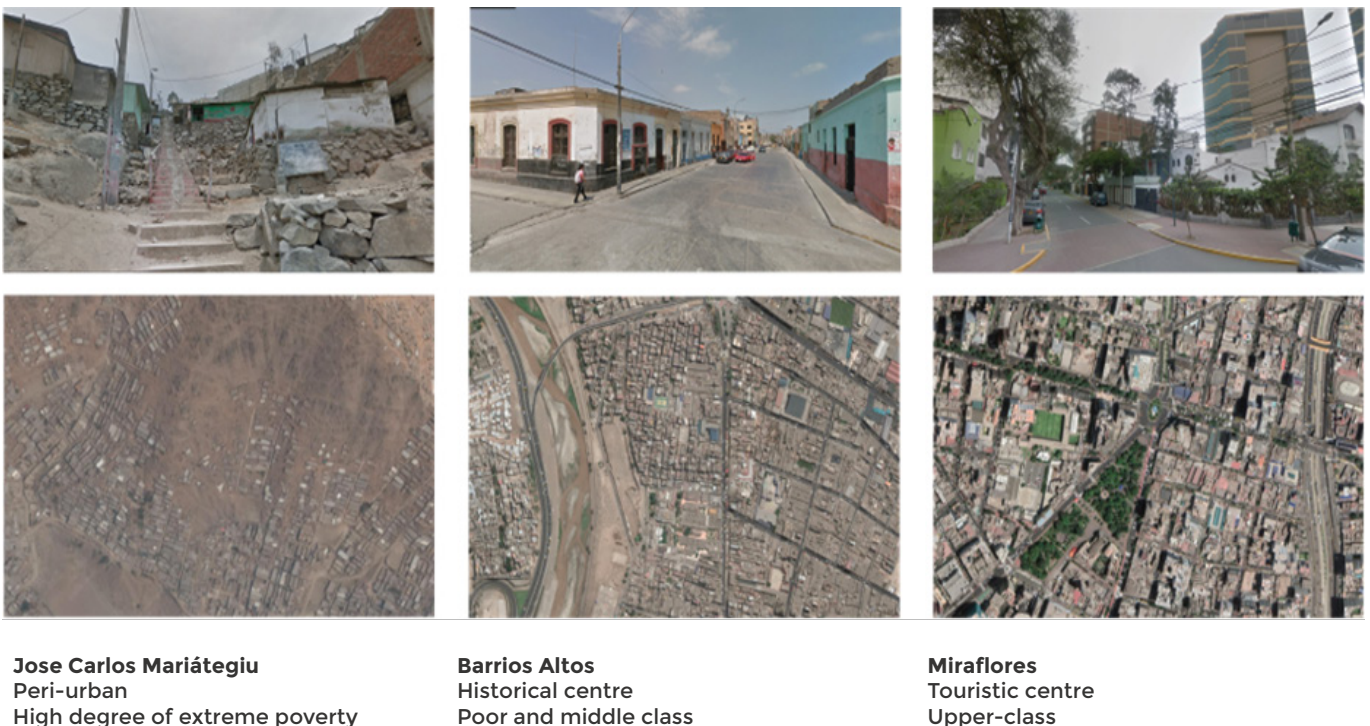 Jose Carlos Mariátegiu
Peri-urban
High degree of extreme poverty
Barrios Altos
Historical centre
Poor and middle class
Miraflores
Touristic centre
Upper-class